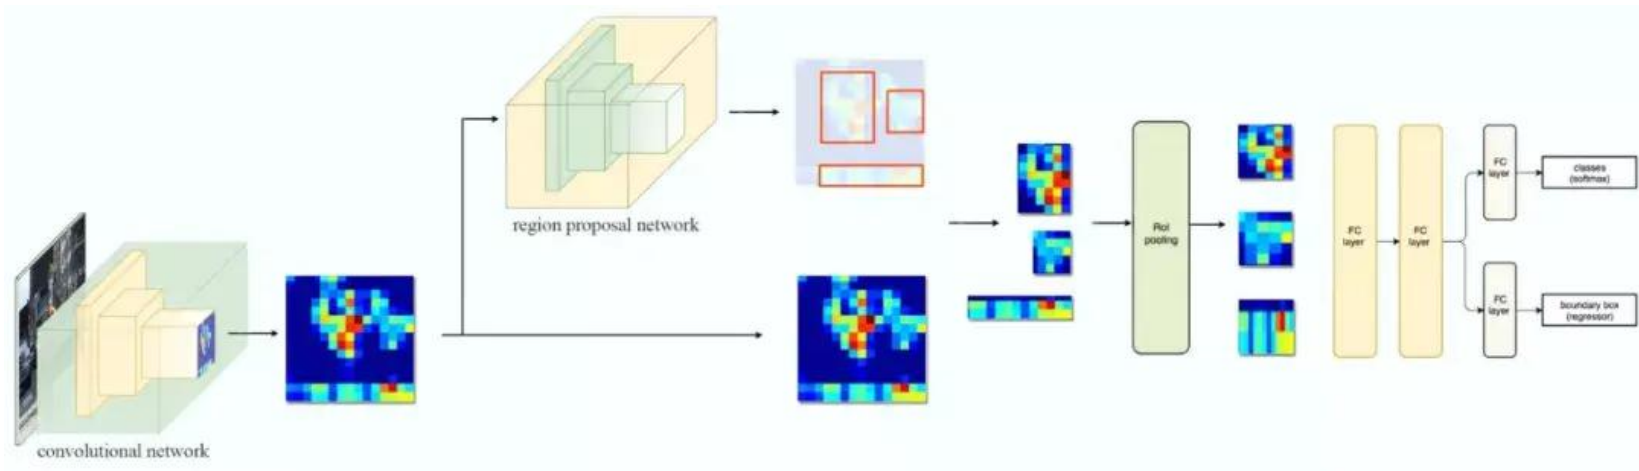 region proposal network
convolutional network
RoI
pooling
FC
layer
FC
layer
FC
layer
classes
(softmax)
FC
layer
boundary box
(regressor)